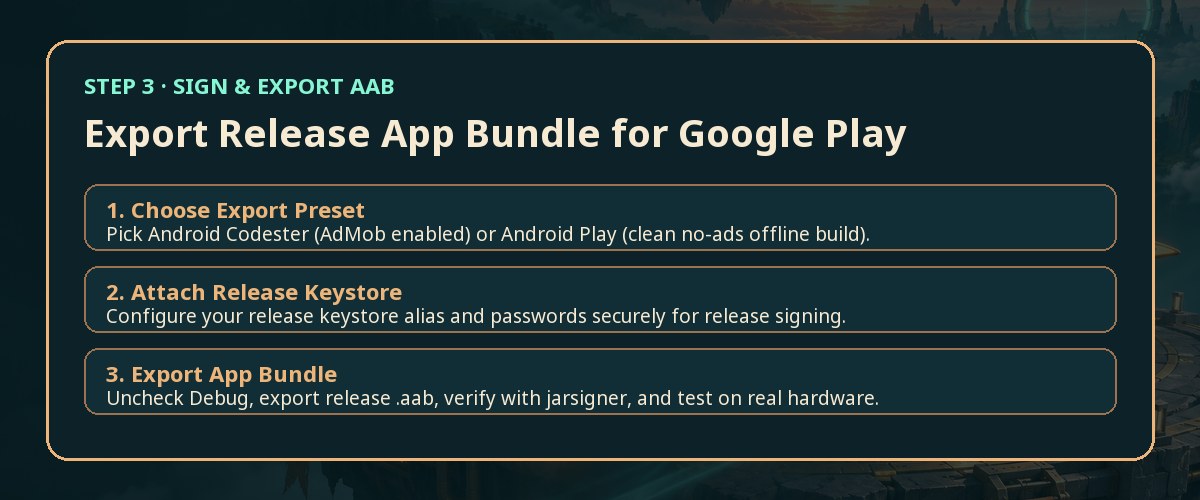 STEP 3 · SIGN & EXPORT AAB
Export Release App Bundle for Google Play
1. Choose Export Preset
Pick Android Codester (AdMob enabled) or Android Play (clean no-ads offline build).
2. Attach Release Keystore
Configure your release keystore alias and passwords securely for release signing.
3. Export App Bundle
Uncheck Debug, export release .aab, verify with jarsigner, and test on real hardware.